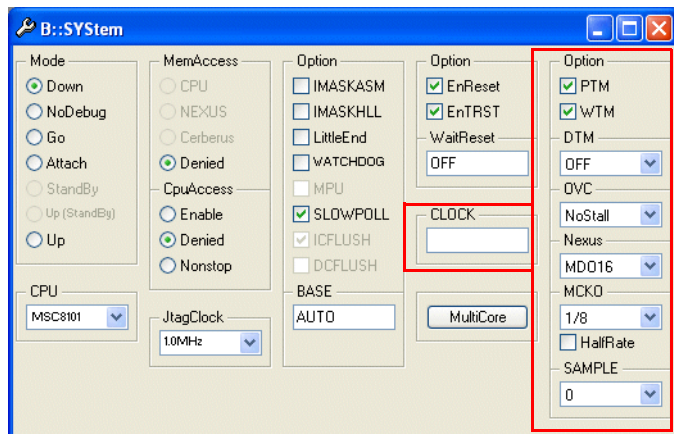 B::SYStem
Mode
Down
NoDebug
Go
Attach
StandBy
Up (StandBy)
Up
CPU
MSC8101
MemAccess
CPU
NEXUS
Cerberus
Denied
CpuAccess
Enable
Denied
Nonstop
JtagClock
1.0MHz
Option
IMASKASM
IMASKHLL
LittleEnd
WATCHDOG
MPU
SLOWPOLL
ICFLUSH
DCFLUSH
BASE
AUTO
Option
EnReset
EnTRST
WaitReset
OFF
CLOCK
MultiCore
Option
PTM
WTM
DTM
OFF
OVC
NoStall
Nexus
MDO16
MCKO
1/8
HalfRate
SAMPLE
0